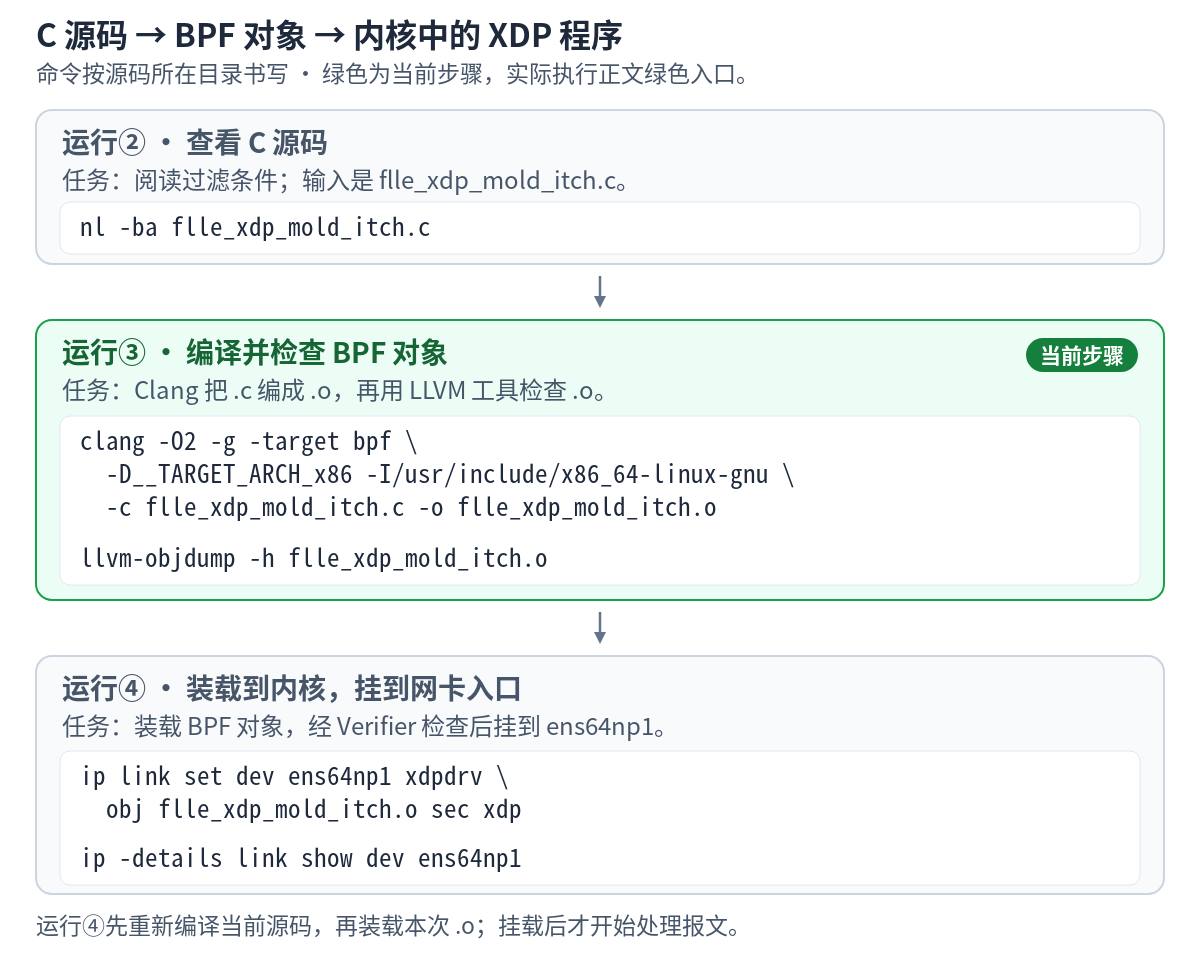 C 源码 → BPF 对象 → 内核中的 XDP 程序
命令按源码所在目录书写 · 绿色为当前步骤，实际执行正文绿色入口。
运行② · 查看 C 源码
任务：阅读过滤条件；输入是 flle_xdp_mold_itch.c。
nl -ba flle_xdp_mold_itch.c
运行③ · 编译并检查 BPF 对象
当前步骤
任务：Clang 把 .c 编成 .o，再用 LLVM 工具检查 .o。
clang -O2 -g -target bpf \
-D__TARGET_ARCH_x86 -I/usr/include/x86_64-linux-gnu \
-c flle_xdp_mold_itch.c -o flle_xdp_mold_itch.o
llvm-objdump -h flle_xdp_mold_itch.o
运行④ · 装载到内核，挂到网卡入口
任务：装载 BPF 对象，经 Verifier 检查后挂到 ens64np1。
ip link set dev ens64np1 xdpdrv \
obj flle_xdp_mold_itch.o sec xdp
ip -details link show dev ens64np1
运行④先重新编译当前源码，再装载本次 .o；挂载后才开始处理报文。